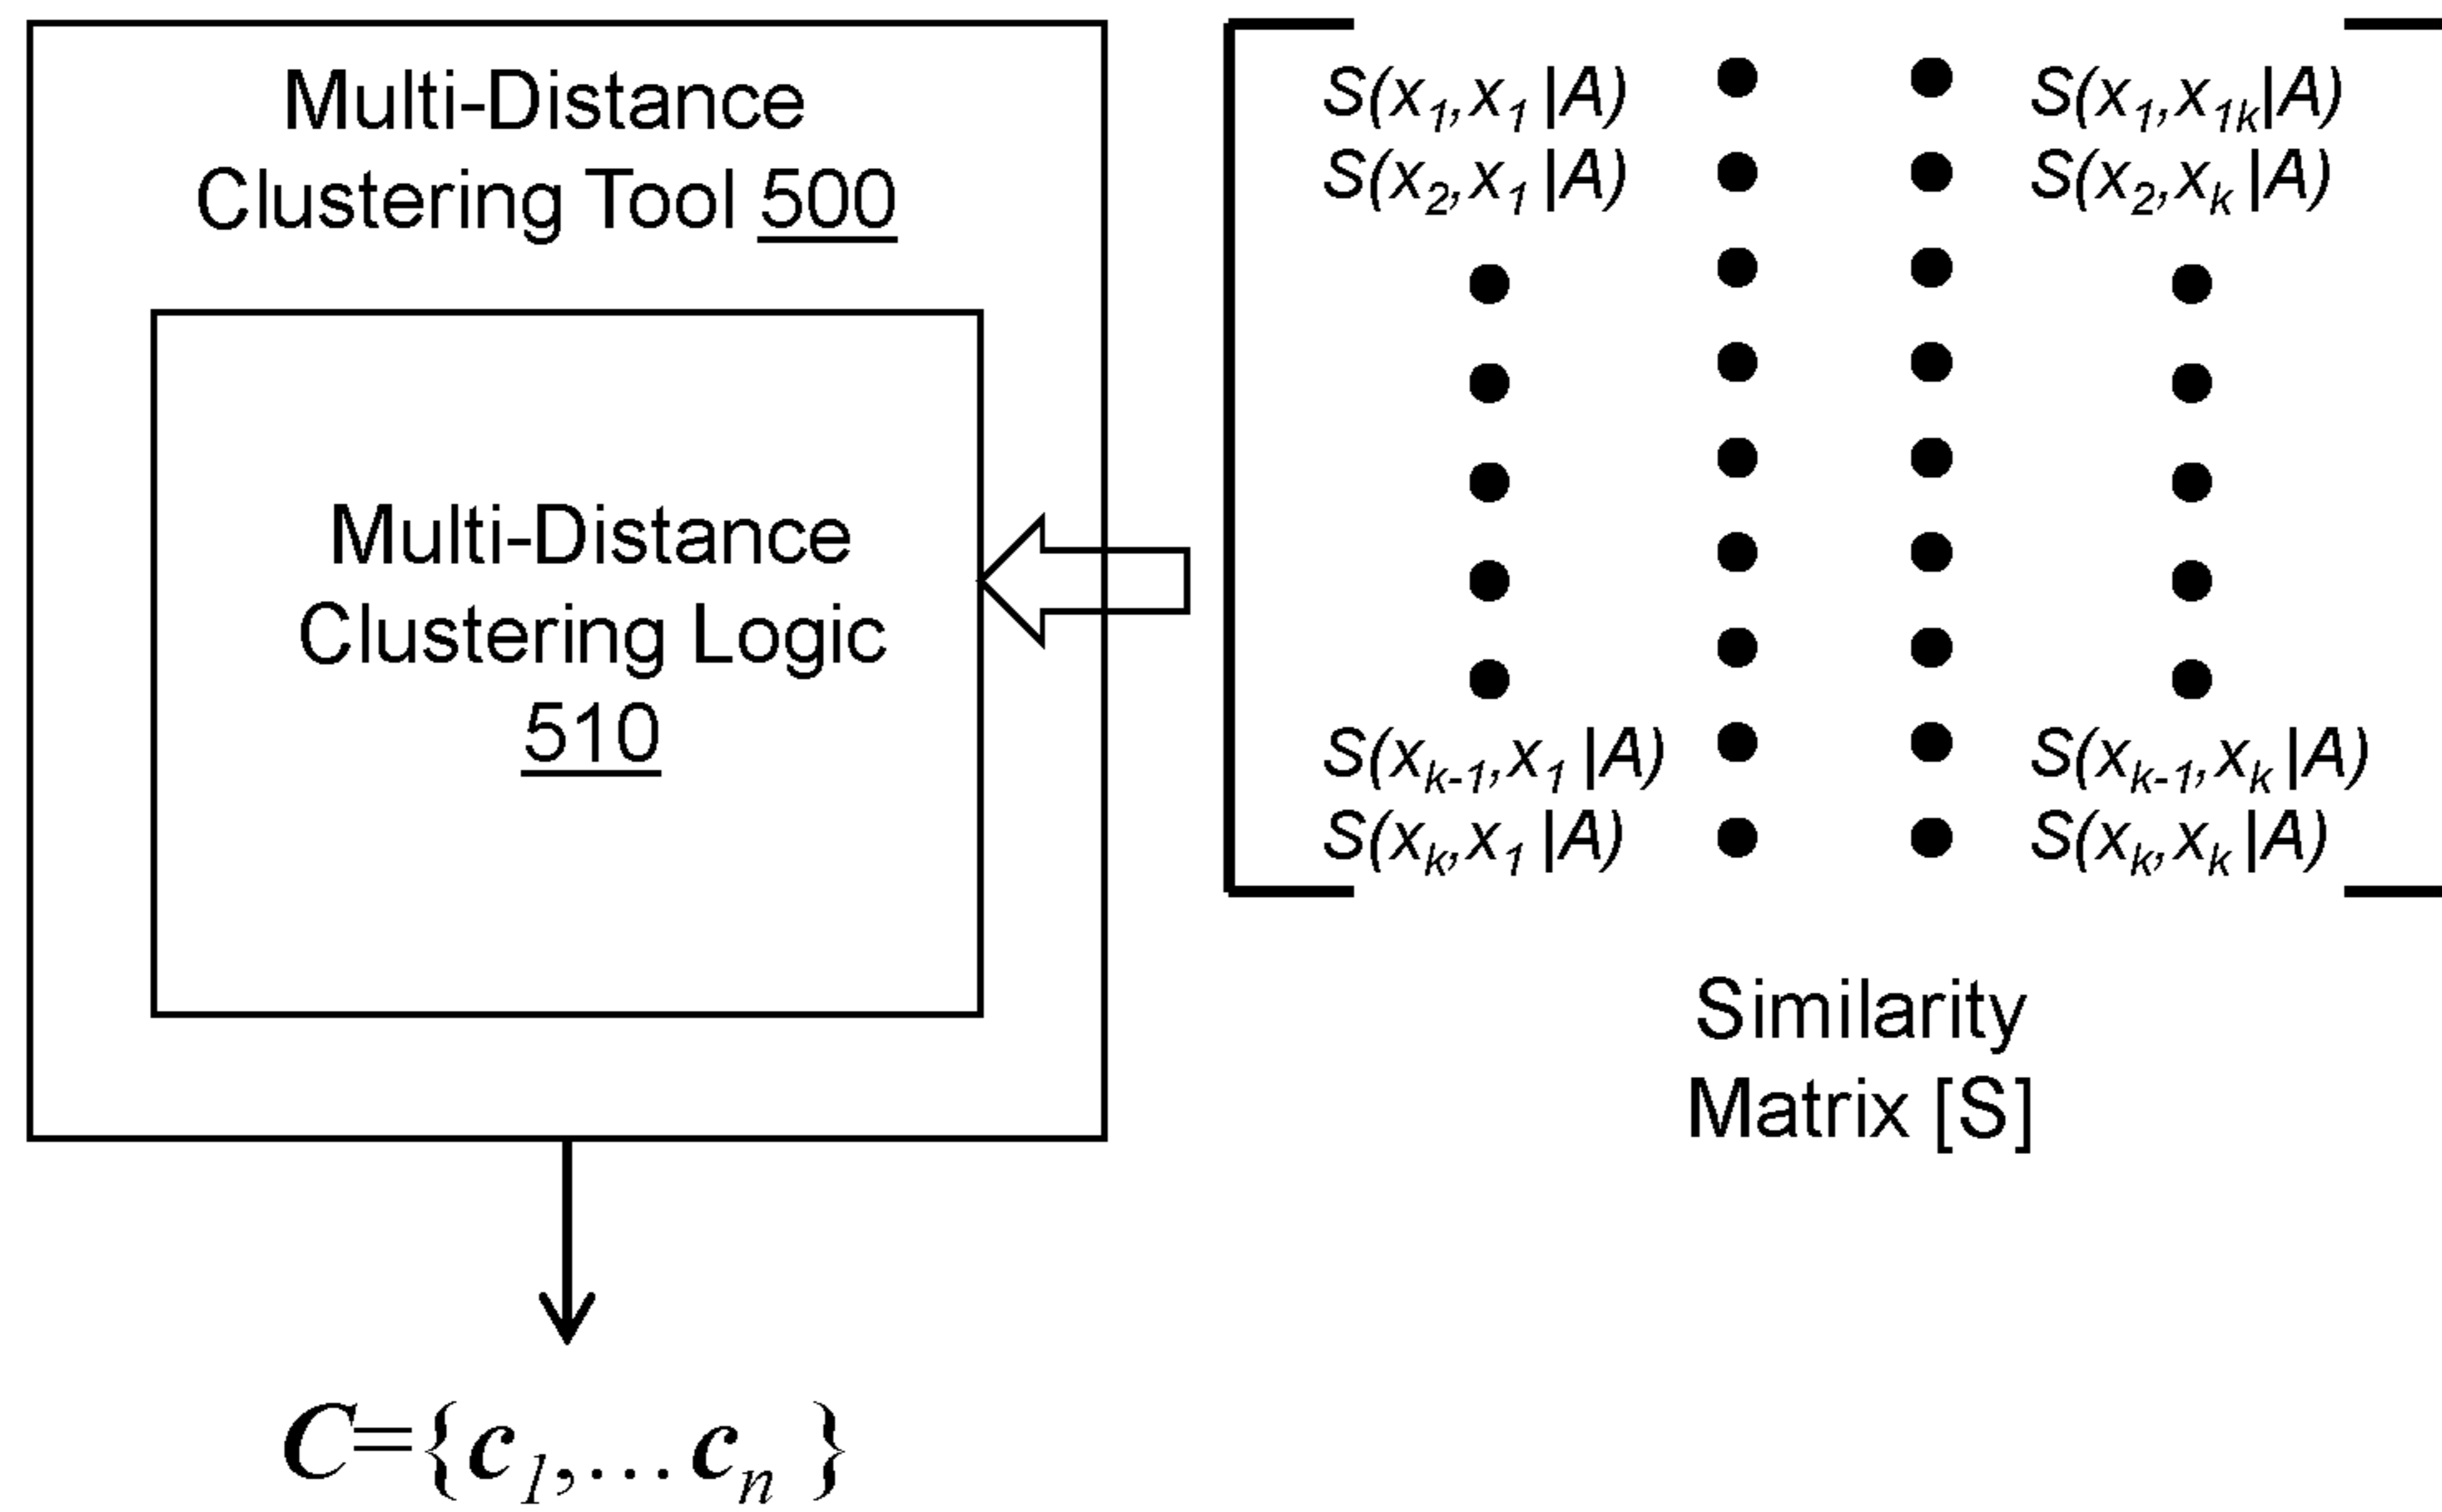 Multi-Distance
Clustering Tool 500
Multi-Distance
Clustering Logic
510
S(x₁,x₁|A) ● ● S(x₁,x₁ₖ|A)
S(x₂,x₁|A) ● ● S(x₂,xₖ|A)
S(xₖ₋₁,x₁|A) ● ● S(xₖ₋₁,xₖ|A)
S(xₖ,x₁|A) ● ● S(xₖ,xₖ|A)
Similarity
Matrix [S]
C={c₁,...cₙ}